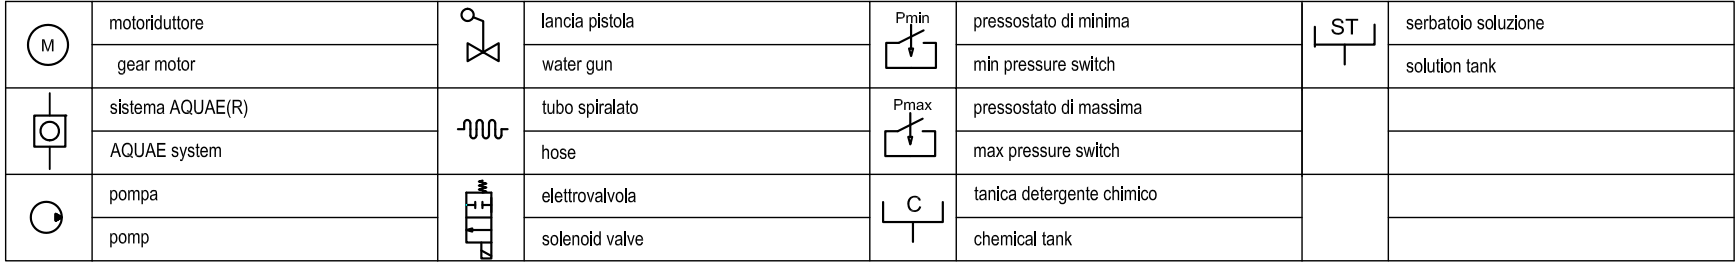 M
motoriduttore
gear motor
lancia pistola
water gun
Pmin
pressostato di minima
min pressure switch
ST
serbatoio soluzione
solution tank
sistema AQUAE(R)
AQUAE system
tubo spiralato
hose
Pmax
pressostato di massima
max pressure switch
pompa
pomp
elettrovalvola
solenoid valve
C
tanica detergente chimico
chemical tank